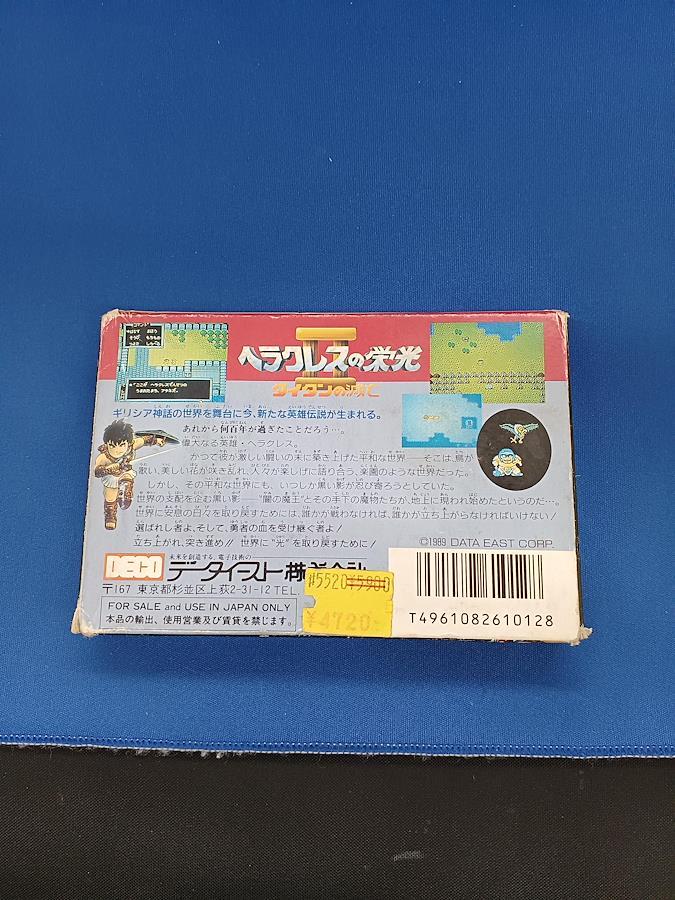 II
ヘラクレスの栄光
タイタンの滅亡
ギリシア神話の世界を舞台に今、新たな英雄伝説が生まれる。
あれから何百年が過ぎたことだろう…。
偉大なる英雄・ヘラクレス。
かつて彼が激しい闘いの末に築き上げた平和な世界――そこは、鳥が
歌い、美しい花が咲き乱れ、人々が楽しげに語り合う、楽園のような世界だった。
しかし、その平和な世界にも、いつしか黒い影が忍び寄ろうとしていた。
世界の支配を企む黒い影――"闇の魔王"とその手下の魔物たちが、地上に現われ始めたというのだ…。
世界に安息の日々を取り戻すためには、誰かが戦わなければ、誰かが立ち上がらなければいけない!
選ばれし者よ、そして、勇者の血を受け継ぐ者よ!
立ち上がれ、突き進め!! 世界に"光"を取り戻すために!
©1989 DATA EAST CORP.
未来を創造する、電子技術の
DECO データイースト株式会社
〒167 東京都杉並区上荻2-31-12 TEL.
FOR SALE and USE IN JAPAN ONLY
本品の輸出、使用営業及び賃貸を禁じます。
#5520 ¥5900
¥4720-
T4961082610128